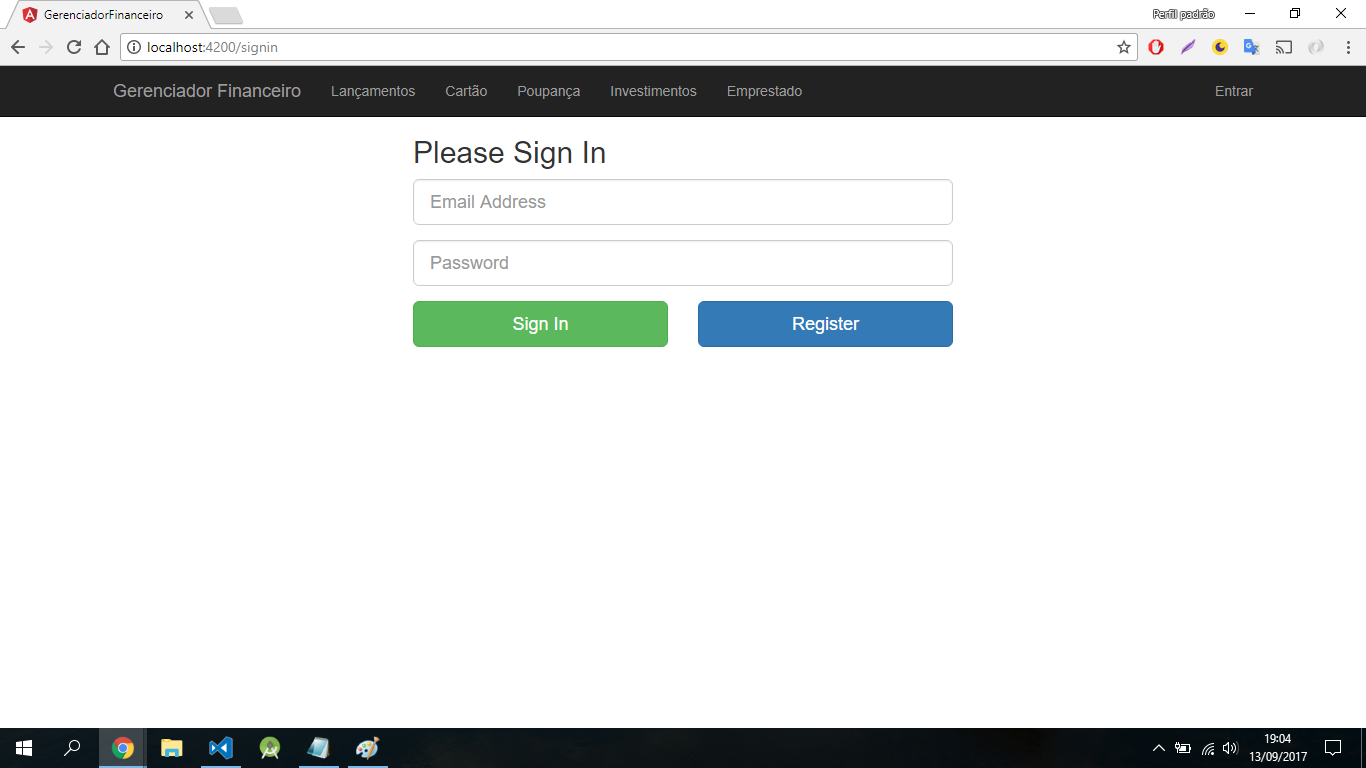 GerenciadorFinanceiro
Perfil padrão
localhost:4200/signin
Gerenciador Financeiro Lançamentos Cartão Poupança Investimentos Emprestado Entrar
Please Sign In
Email Address
Password
Sign In Register
19:04
13/09/2017